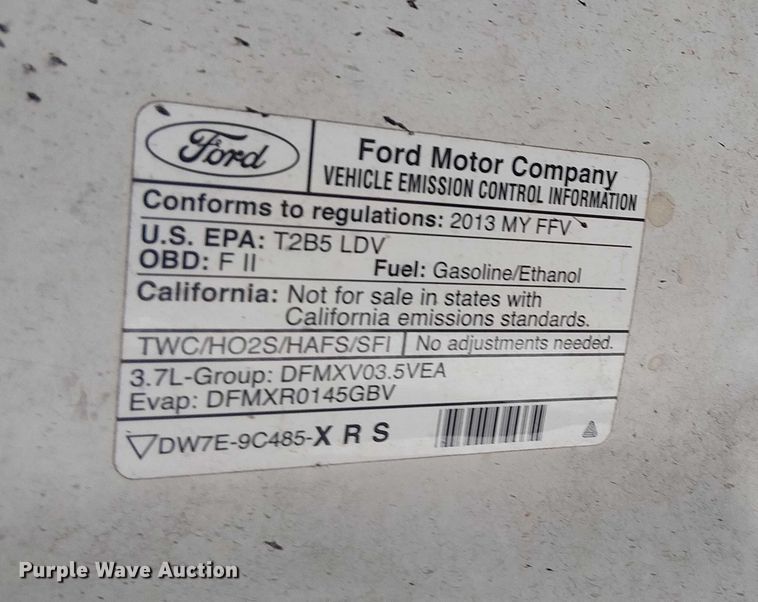 Ford
Ford Motor Company
VEHICLE EMISSION CONTROL INFORMATION
Conforms to regulations: 2013 MY FFV
U.S. EPA: T2B5 LDV
OBD: F II Fuel: Gasoline/Ethanol
California: Not for sale in states with
California emissions standards.
TWC/HO2S/HAFS/SFI No adjustments needed.
3.7L-Group: DFMXV03.5VEA
Evap: DFMXR0145GBV
DW7E-9C485-X R S
Purple Wave Auction